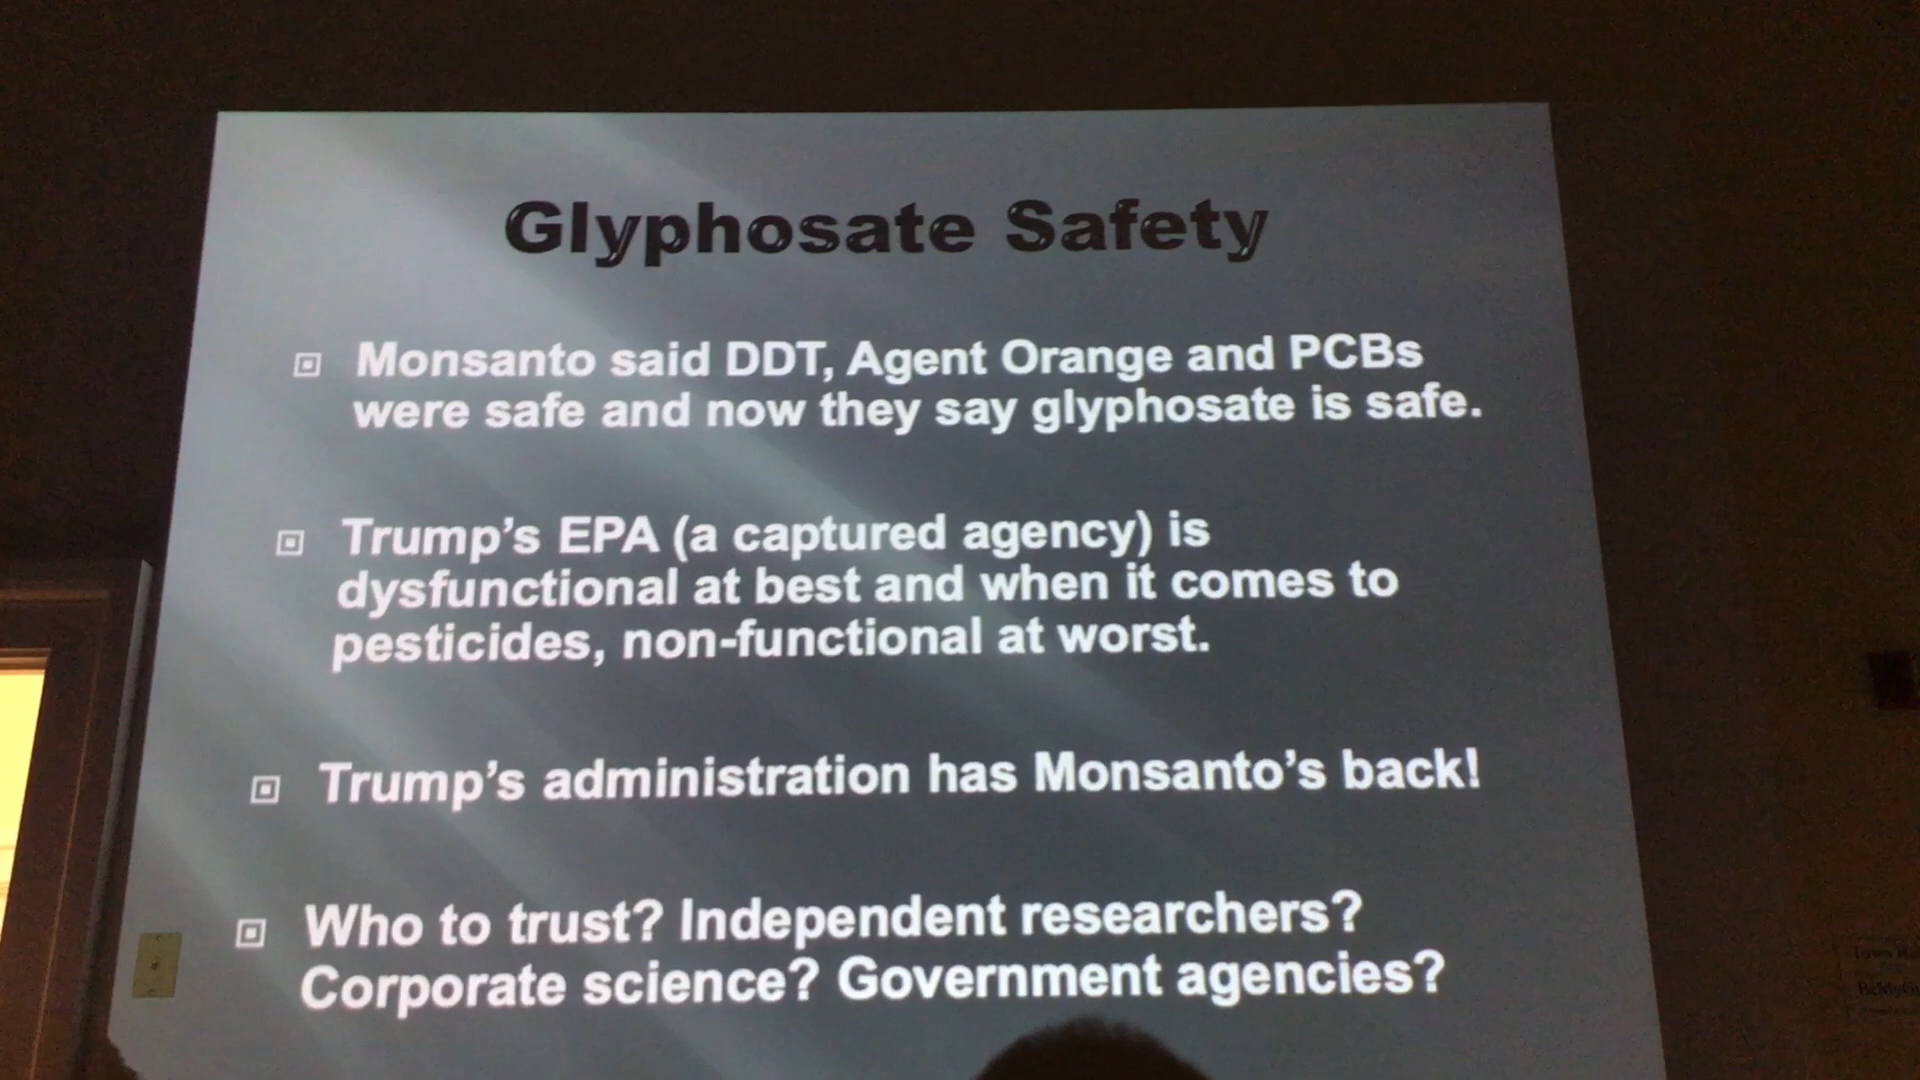 Glyphosate Safety
Monsanto said DDT, Agent Orange and PCBs
were safe and now they say glyphosate is safe.
Trump's EPA (a captured agency) is
dysfunctional at best and when it comes to
pesticides, non-functional at worst.
Trump's administration has Monsanto's back!
Who to trust? Independent researchers?
Corporate science? Government agencies?